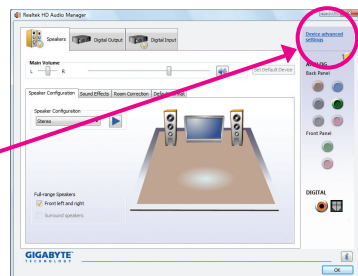 Realtek HD Audio Manager
Speakers
Digital Output
Digital Input
Device advanced
settings
Main Volume
L
R
Set Default Device
ANALOG
Back Panel
Speaker Configuration
Sound Effects
Room Correction
Default Format
Speaker Configuration
Stereo
Front Panel
Full-range Speakers
Front left and right
Surround speakers
DIGITAL
GIGABYTE
TECHNOLOGY
OK